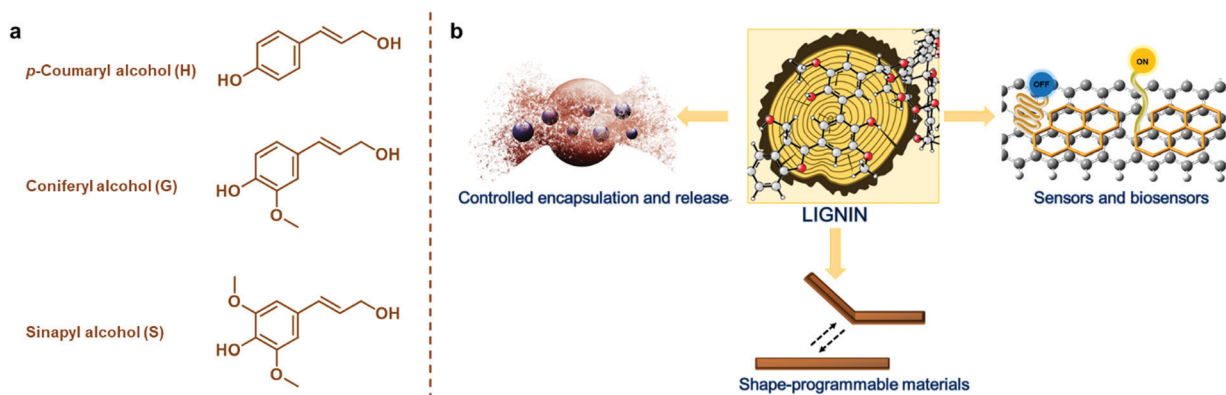 a
p-Coumaryl alcohol (H)
OH
HO
Coniferyl alcohol (G)
OH
HO
O
Sinapyl alcohol (S)
O
OH
HO
O
b
OFF
ON
Controlled encapsulation and release
LIGNIN
Sensors and biosensors
Shape-programmable materials